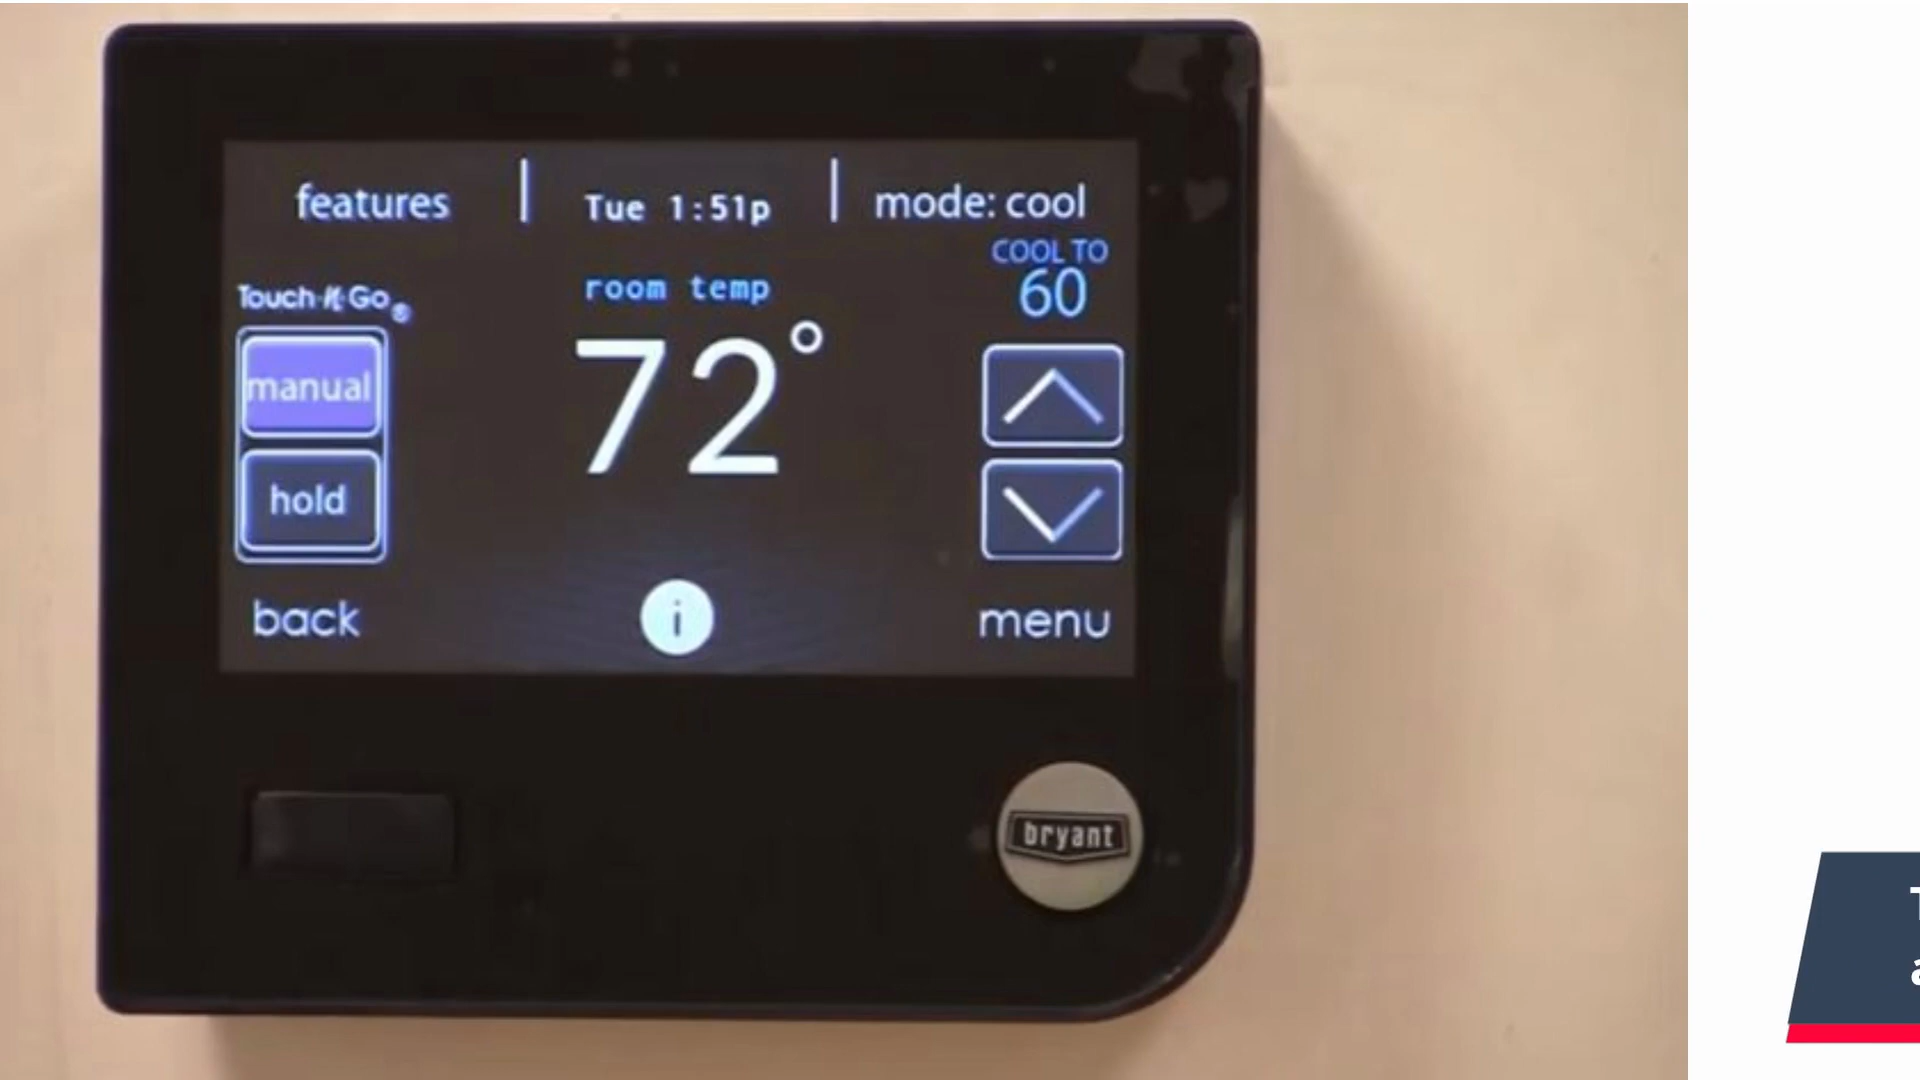 features | Tue 1:51p | mode: cool
COOL TO
60
room temp
72°
Touch 'N Go®
manual
hold
back
i
menu
bryant